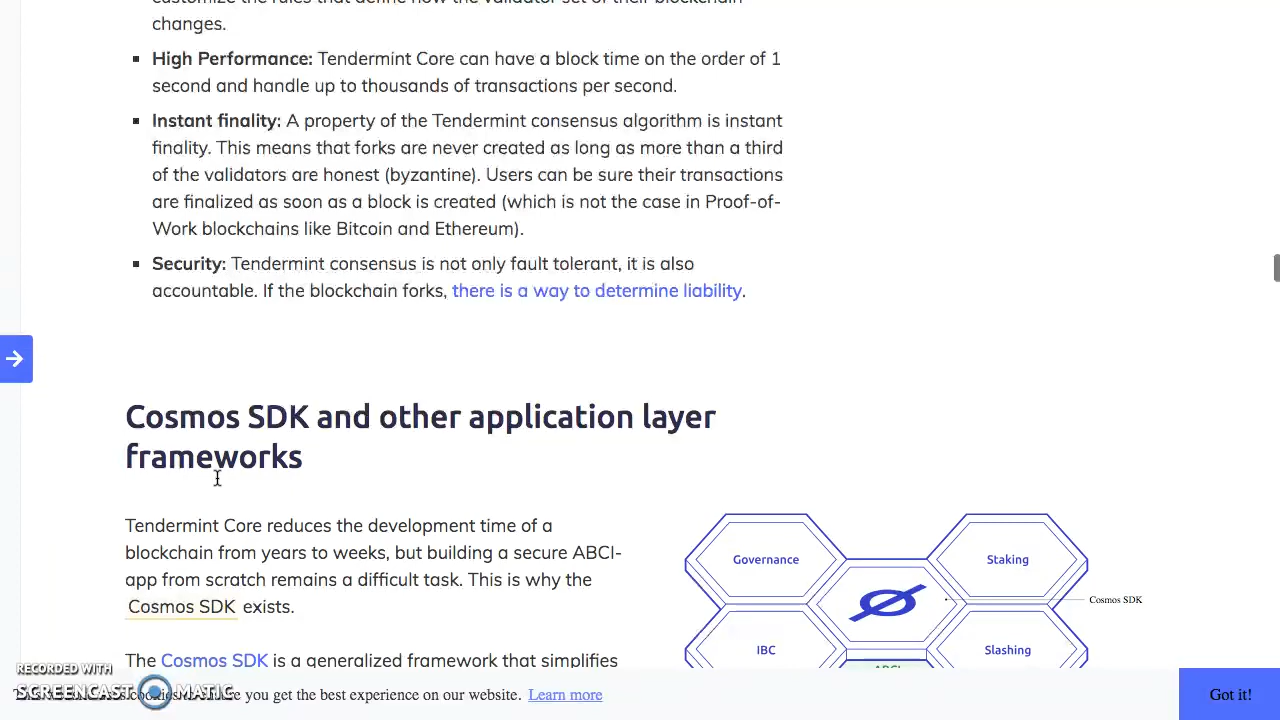 customize the rules that define how the validator set of their blockchain
changes.
High Performance: Tendermint Core can have a block time on the order of 1
second and handle up to thousands of transactions per second.
Instant finality: A property of the Tendermint consensus algorithm is instant
finality. This means that forks are never created as long as more than a third
of the validators are honest (byzantine). Users can be sure their transactions
are finalized as soon as a block is created (which is not the case in Proof-of-
Work blockchains like Bitcoin and Ethereum).
Security: Tendermint consensus is not only fault tolerant, it is also
accountable. If the blockchain forks, there is a way to determine liability.
Cosmos SDK and other application layer
frameworks
Tendermint Core reduces the development time of a
blockchain from years to weeks, but building a secure ABCI-
app from scratch remains a difficult task. This is why the
Cosmos SDK exists.
The Cosmos SDK is a generalized framework that simplifies
Governance
Staking
Cosmos SDK
IBC
Slashing
ABCI
RECORDED WITH
SCREENCAST MATIC
you get the best experience on our website. Learn more
Got it!